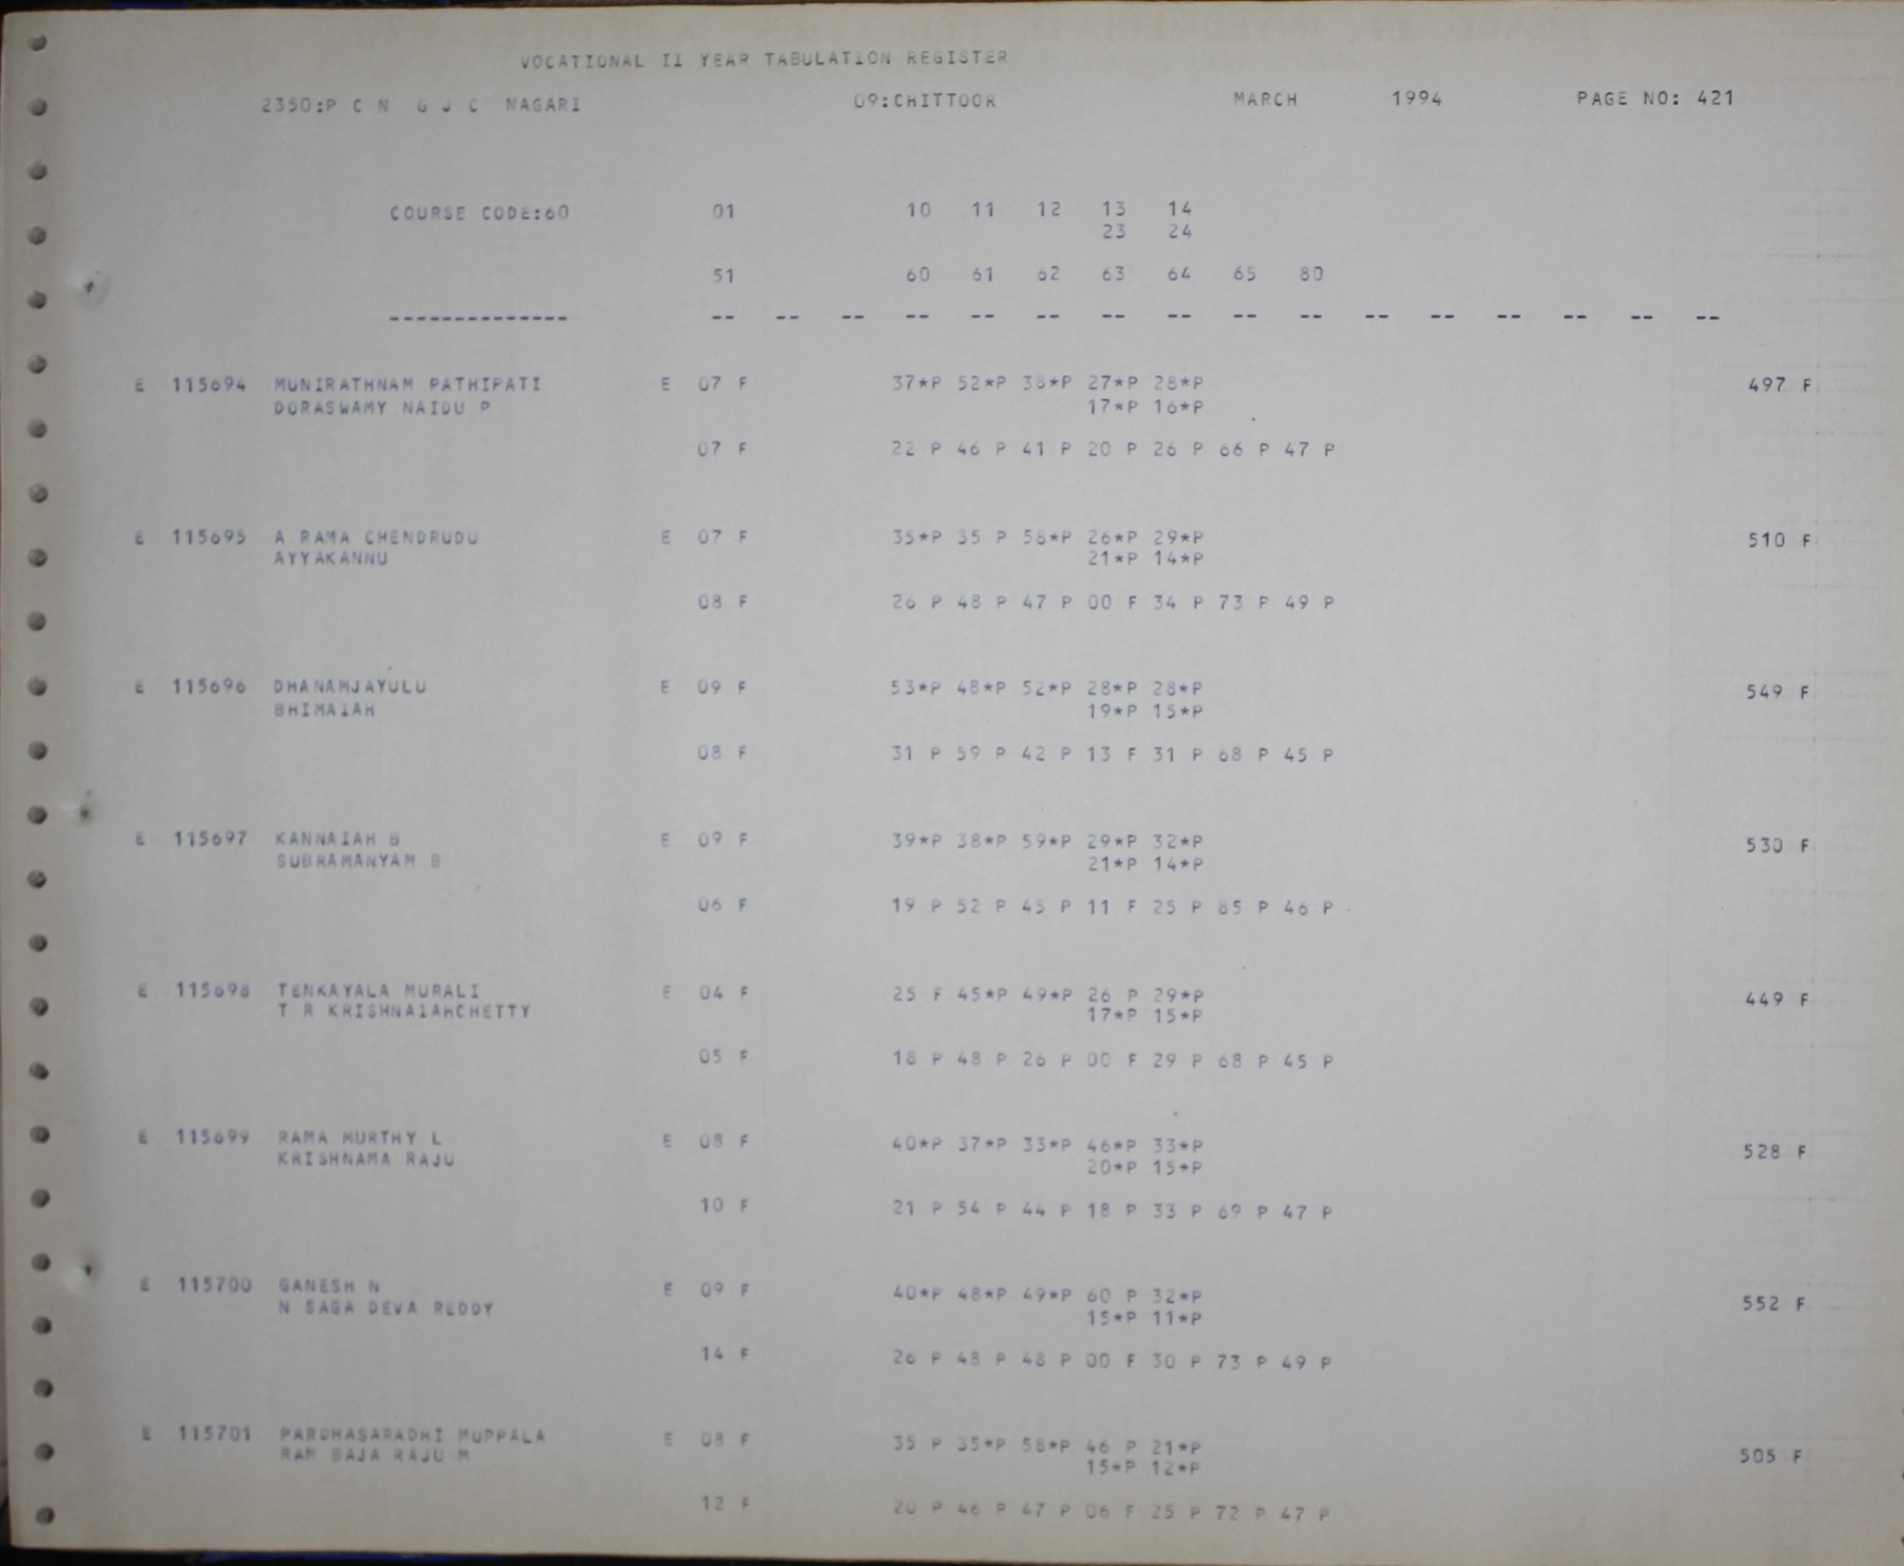 VOCATIONAL II YEAR TABULATION REGISTER
2350:P C N G J C NAGARI 09:CHITTOOR MARCH 1994 PAGE NO: 421
COURSE CODE:60 01 10 11 12 13 14
23 24
51 60 61 62 63 64 65 80
-------------- -- -- -- -- -- -- -- -- -- -- -- -- -- -- -- --
E 115694 MUNIRATHNAM PATHIPATI E 07 F 37*P 52*P 38*P 27*P 28*P 497 F
DORASWAMY NAIDU P 17*P 16*P
07 F 22 P 46 P 41 P 20 P 26 P 66 P 47 P
E 115695 A RAMA CHENDRUDU E 07 F 35*P 35 P 58*P 26*P 29*P 510 F
AYYAKANNU 21*P 14*P
08 F 26 P 48 P 47 P 00 F 34 P 73 P 49 P
E 115696 DHANAMJAYULU E 09 F 53*P 48*P 52*P 28*P 28*P 549 F
BHIMAIAH 19*P 15*P
08 F 31 P 59 P 42 P 13 F 31 P 68 P 45 P
E 115697 KANNAIAH B E 09 F 39*P 38*P 59*P 29*P 32*P 530 F
SUBRAMANYAM B 21*P 14*P
06 F 19 P 52 P 45 P 11 F 25 P 85 P 46 P
E 115698 TENKAYALA MURALI E 04 F 25 F 45*P 49*P 26 P 29*P 449 F
T R KRISHNAIAHCHETTY 17*P 15*P
05 F 18 P 48 P 26 P 00 F 29 P 68 P 45 P
E 115699 RAMA MURTHY L E 08 F 40*P 37*P 33*P 46*P 33*P 528 F
KRISHNAMA RAJU 20*P 15*P
10 F 21 P 54 P 44 P 18 P 33 P 69 P 47 P
E 115700 GANESH N E 09 F 40*P 48*P 49*P 60 P 32*P 552 F
N SAGA DEVA REDDY 15*P 11*P
14 F 26 P 48 P 48 P 00 F 30 P 73 P 49 P
E 115701 PARDHASARADHI MUPPALA E 08 F 35 P 35*P 58*P 46 P 21*P 505 F
RAM BAJA RAJU M 15*P 12*P
12 F 20 P 46 P 47 P 06 F 25 P 72 P 47 P